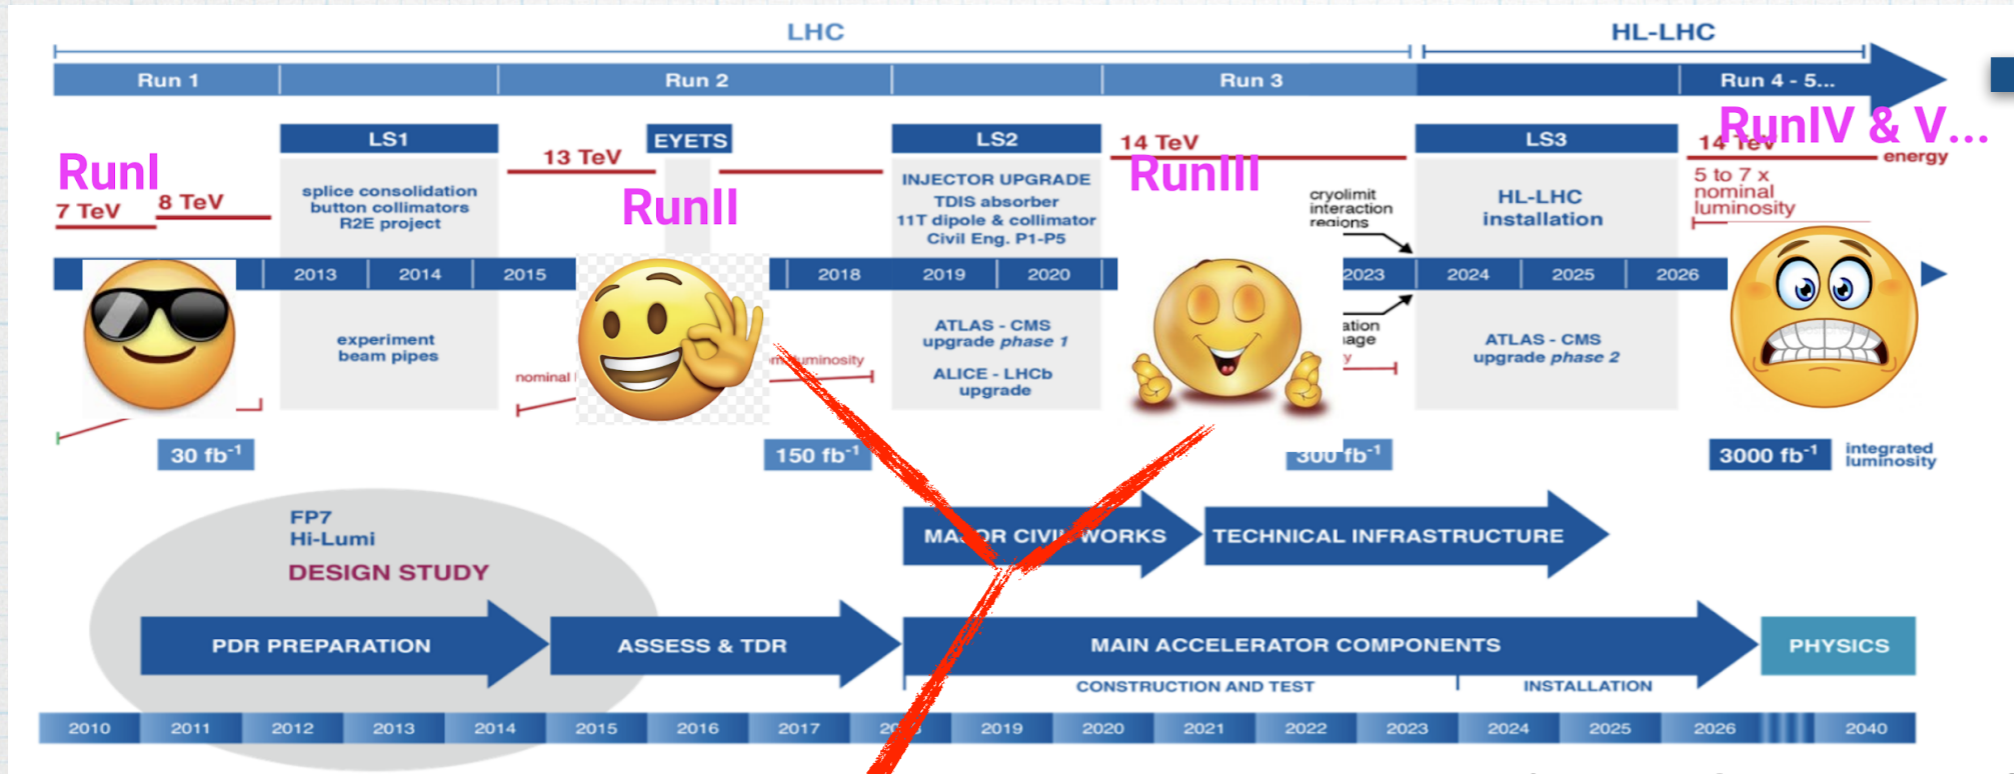 LHC
HL-LHC
Run 1
Run 2
Run 3
Run 4 - 5...
RunI
7 TeV
8 TeV
LS1
splice consolidation
button collimators
R2E project
13 TeV
EYETS
RunII
LS2
INJECTOR UPGRADE
TDIS absorber
11T dipole & collimator
Civil Eng. P1-P5
14 TeV
RunIII
cryolimit
interaction
regions
LS3
HL-LHC
installation
RunIV & V...
14 TeV
energy
5 to 7 x
nominal
luminosity
2013
2014
2015
2018
2019
2020
2023
2024
2025
2026
experiment
beam pipes
nominal
luminosity
ATLAS - CMS
upgrade phase 1
ALICE - LHCb
upgrade
ATLAS - CMS
upgrade phase 2
30 fb-1
150 fb-1
300 fb-1
3000 fb-1
integrated
luminosity
FP7
Hi-Lumi
DESIGN STUDY
MAJOR CIVIL WORKS
TECHNICAL INFRASTRUCTURE
PDR PREPARATION
ASSESS & TDR
MAIN ACCELERATOR COMPONENTS
PHYSICS
CONSTRUCTION AND TEST
INSTALLATION
2010
2011
2012
2013
2014
2015
2016
2017
2018
2019
2020
2021
2022
2023
2024
2025
2026
2040